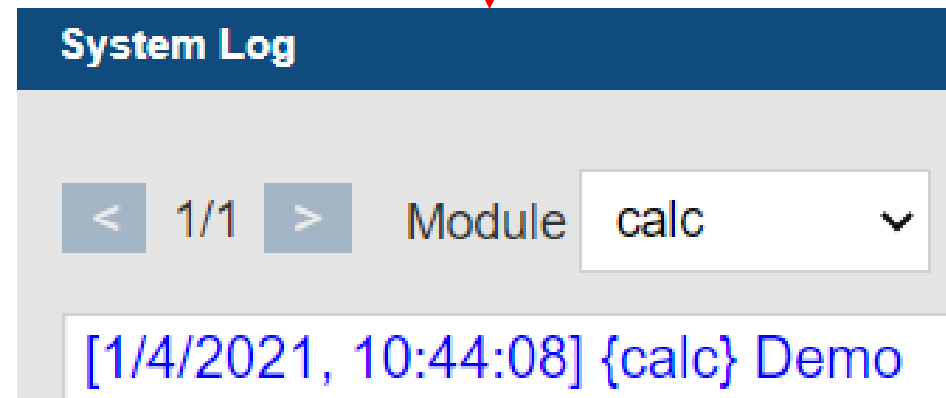 System Log
< 1/1 > Module calc
[1/4/2021, 10:44:08] {calc} Demo